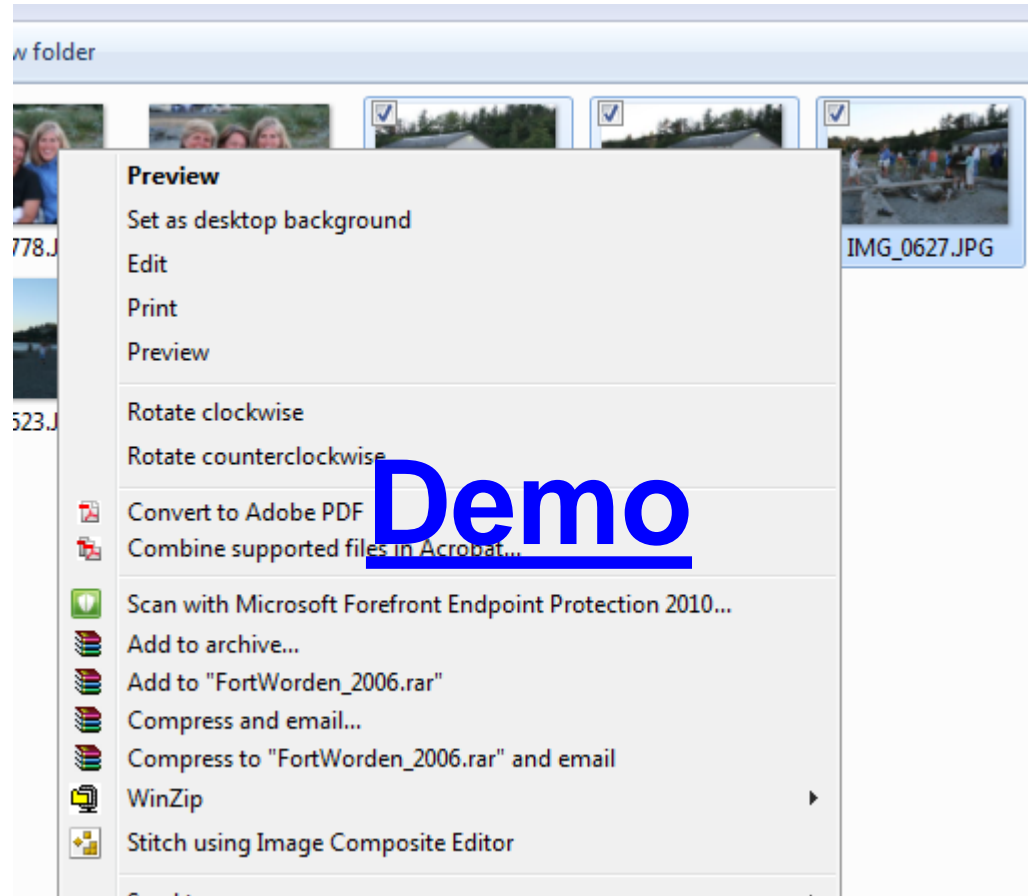 w folder
778.J
IMG_0627.JPG
523.J
Preview
Set as desktop background
Edit
Print
Preview
Rotate clockwise
Rotate counterclockwise
Demo
Convert to Adobe PDF
Combine supported files in Acrobat...
Scan with Microsoft Forefront Endpoint Protection 2010...
Add to archive...
Add to "FortWorden_2006.rar"
Compress and email...
Compress to "FortWorden_2006.rar" and email
WinZip
Stitch using Image Composite Editor